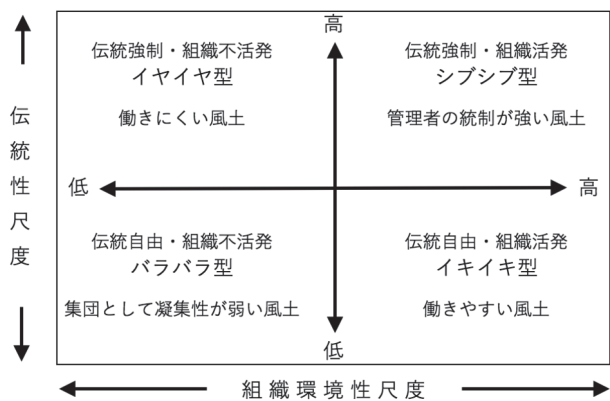 高
伝統強制・組織不活発
イヤイヤ型
働きにくい風土
伝統強制・組織活発
シブシブ型
管理者の統制が強い風土
伝統性尺度
低
高
伝統自由・組織不活発
バラバラ型
集団として凝集性が弱い風土
伝統自由・組織活発
イキイキ型
働きやすい風土
低
組織環境性尺度